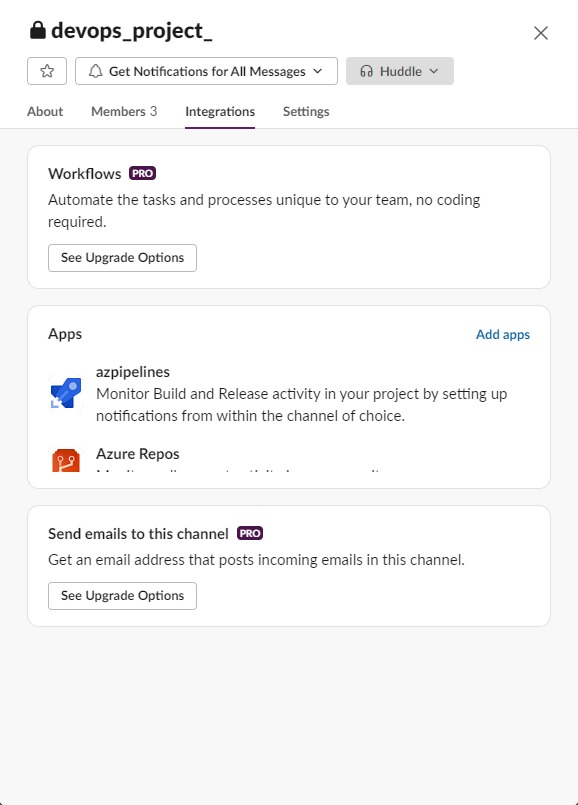 devops_project_
Get Notifications for All Messages
Huddle
About Members 3 Integrations Settings
Workflows PRO
Automate the tasks and processes unique to your team, no coding
required.
See Upgrade Options
Apps Add apps
azpipelines
Monitor Build and Release activity in your project by setting up
notifications from within the channel of choice.
Azure Repos
Send emails to this channel PRO
Get an email address that posts incoming emails in this channel.
See Upgrade Options